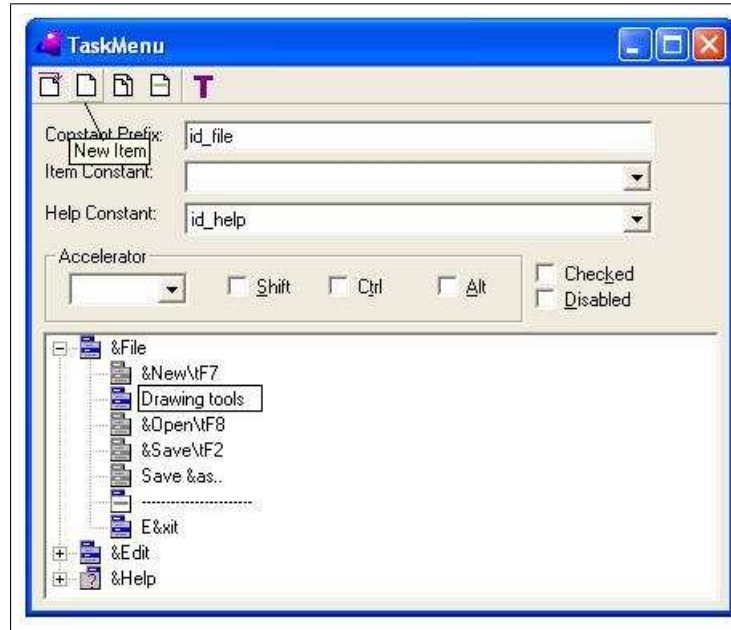 TaskMenu
T
Constant Prefix: id_file
New Item
Item Constant:
Help Constant: id_help
Accelerator
Shift Ctrl Alt Checked
Disabled
&File
&New\tF7
Drawing tools
&Open\tF8
&Save\tF2
Save &as..
---------------------
E&xit
&Edit
&Help